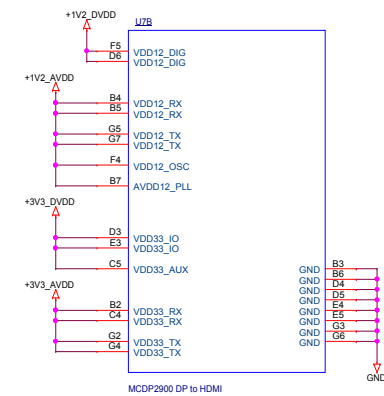 +1V2_DVDD
U7B
F5 VDD12_DIG
D6 VDD12_DIG
+1V2_AVDD
B4 VDD12_RX
B5 VDD12_RX
G5 VDD12_TX
G7 VDD12_TX
F4 VDD12_OSC
B7 AVDD12_PLL
+3V3_DVDD
D3 VDD33_IO
E3 VDD33_IO
C5 VDD33_AUX
+3V3_AVDD
B2 VDD33_RX
C4 VDD33_RX
G2 VDD33_TX
G4 VDD33_TX
GND B3
GND B6
GND D4
GND D5
GND E4
GND E5
GND G3
GND G6
GND
MCDP2900 DP to HDMI